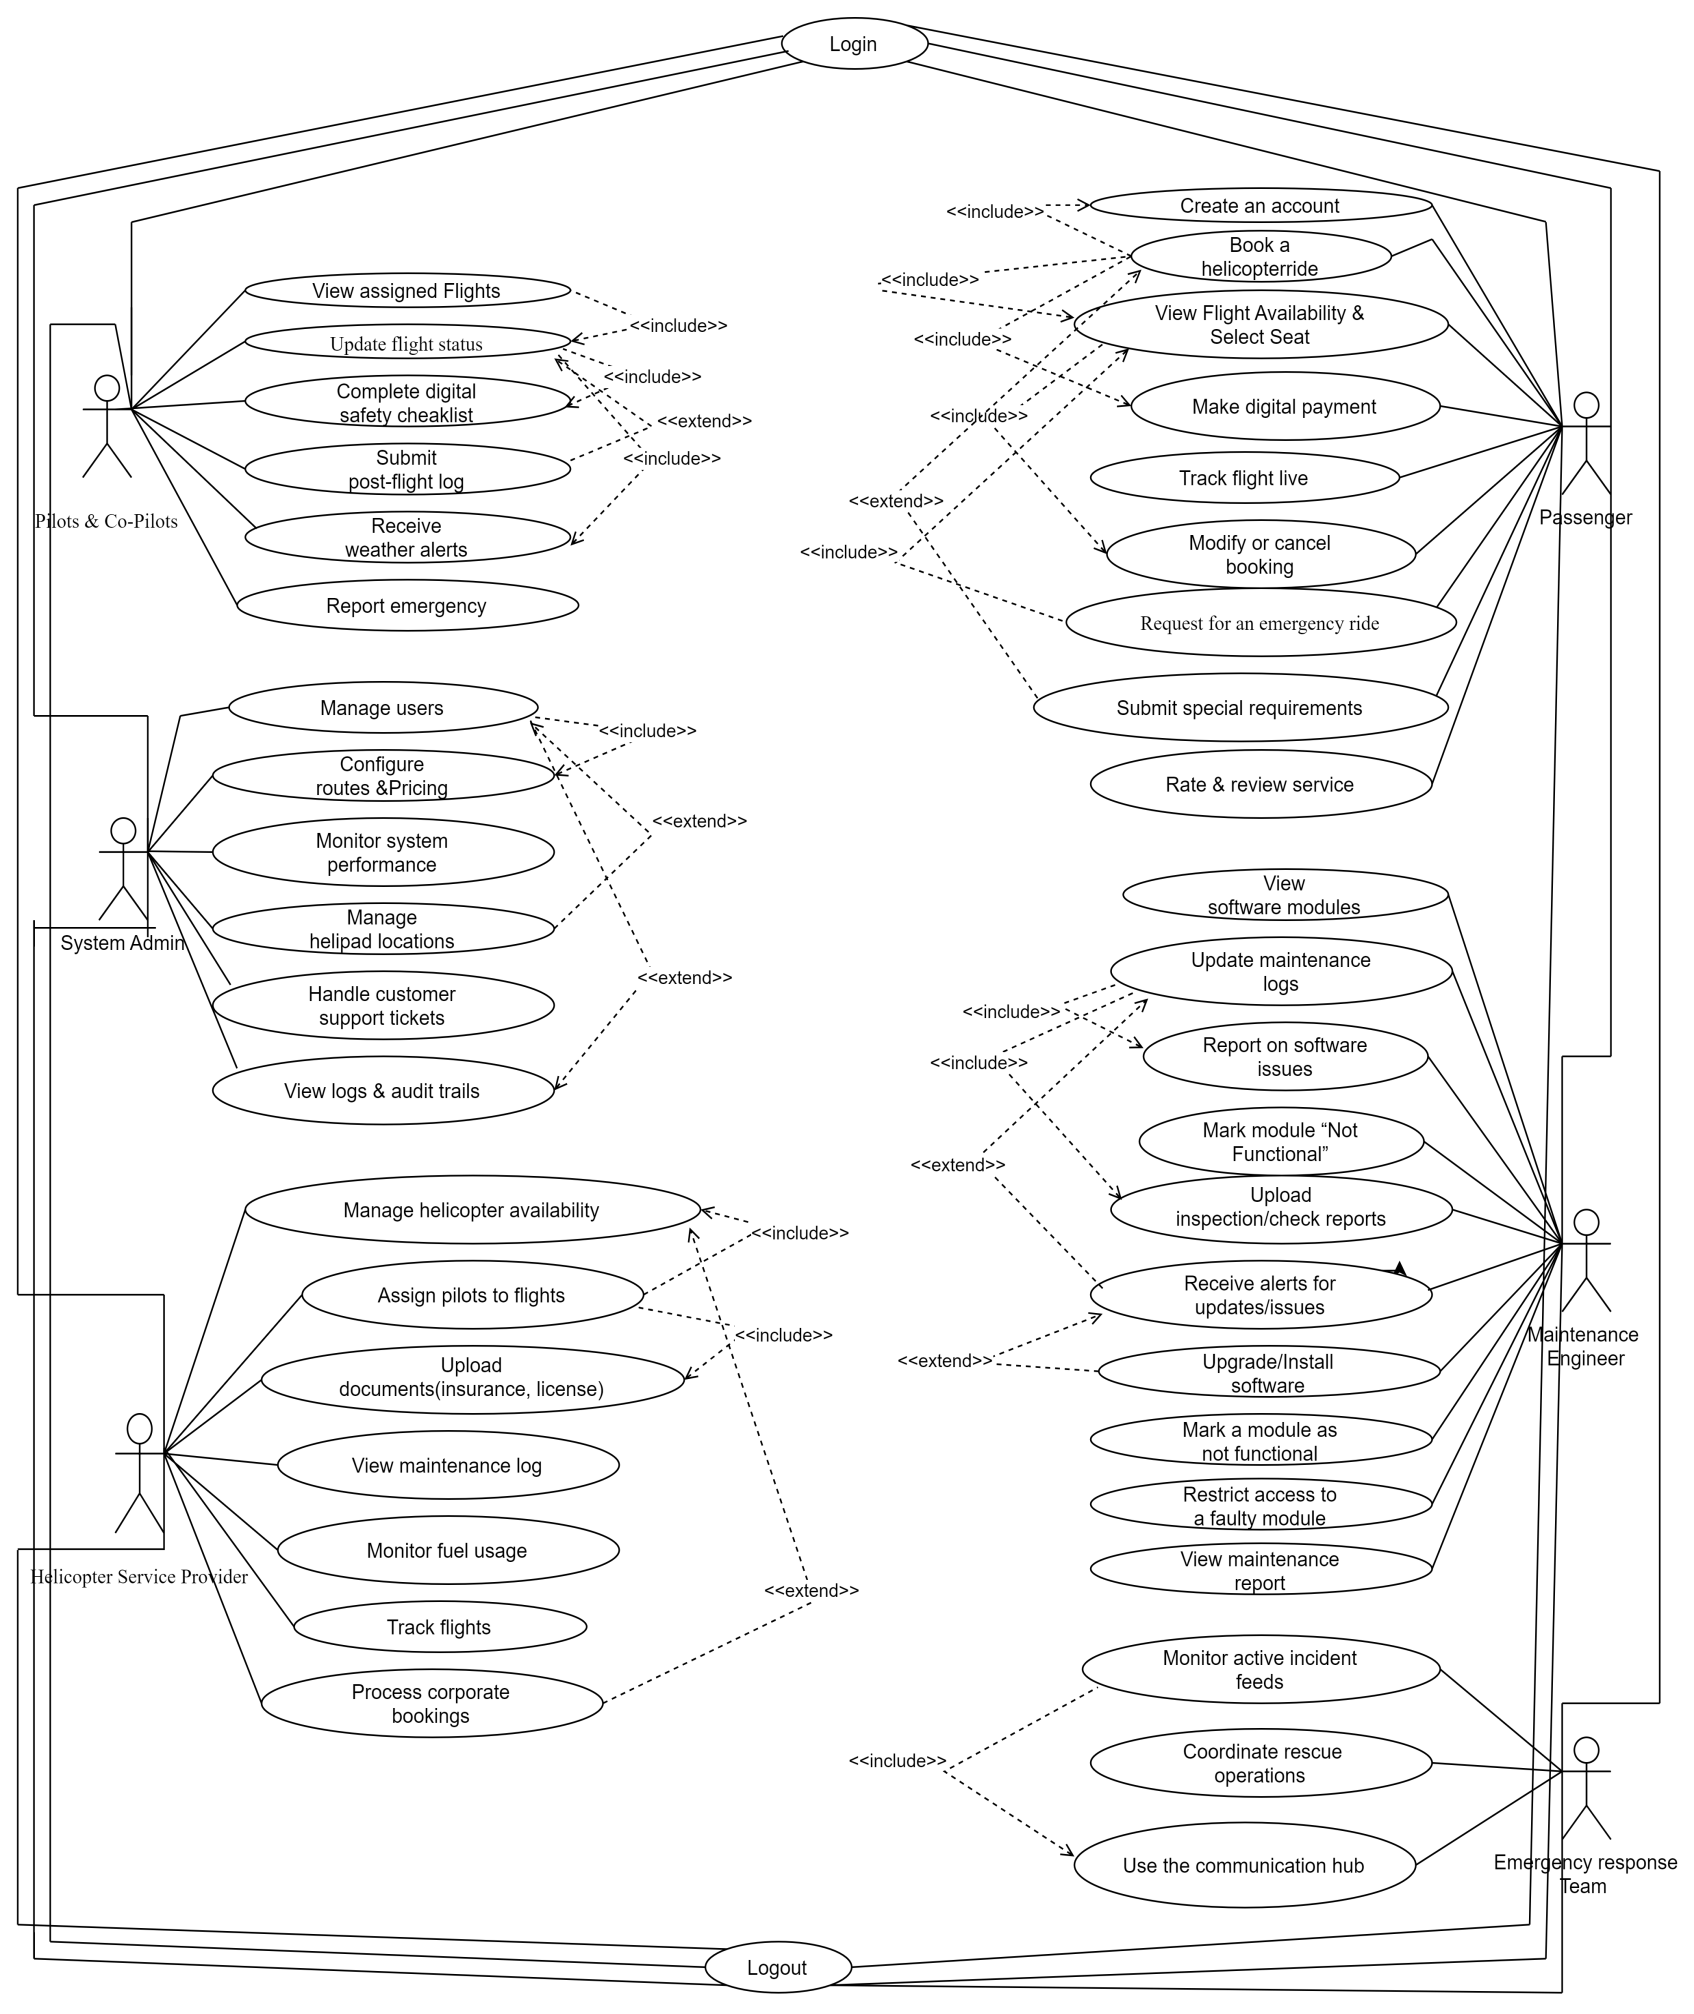 Login
View assigned Flights
<<include>>
Update flight status
<<include>>
Complete digital
safety cheaklist
<<extend>>
Submit
post-flight log
<<include>>
Receive
weather alerts
Pilots & Co-Pilots
Report emergency
<<include>>
Create an account
Book a
helicopterride
<<include>>
View Flight Availability &
Select Seat
<<include>>
Make digital payment
<<include>>
Track flight live
<<extend>>
Passenger
Modify or cancel
booking
<<include>>
Request for an emergency ride
Submit special requirements
Rate & review service
Manage users
<<include>>
Configure
routes &Pricing
<<extend>>
Monitor system
performance
Manage
helipad locations
System Admin
<<extend>>
Handle customer
support tickets
View logs & audit trails
View
software modules
Update maintenance
logs
<<include>>
Report on software
issues
<<include>>
Mark module “Not
Functional”
<<extend>>
Upload
inspection/check reports
Receive alerts for
updates/issues
Maintenance
Engineer
<<extend>>
Upgrade/Install
software
Mark a module as
not functional
Restrict access to
a faulty module
View maintenance
report
Manage helicopter availability
<<include>>
Assign pilots to flights
<<include>>
Upload
documents(insurance, license)
View maintenance log
Monitor fuel usage
Helicopter Service Provider
<<extend>>
Track flights
Process corporate
bookings
Monitor active incident
feeds
<<include>>
Coordinate rescue
operations
Use the communication hub
Emergency response
Team
Logout